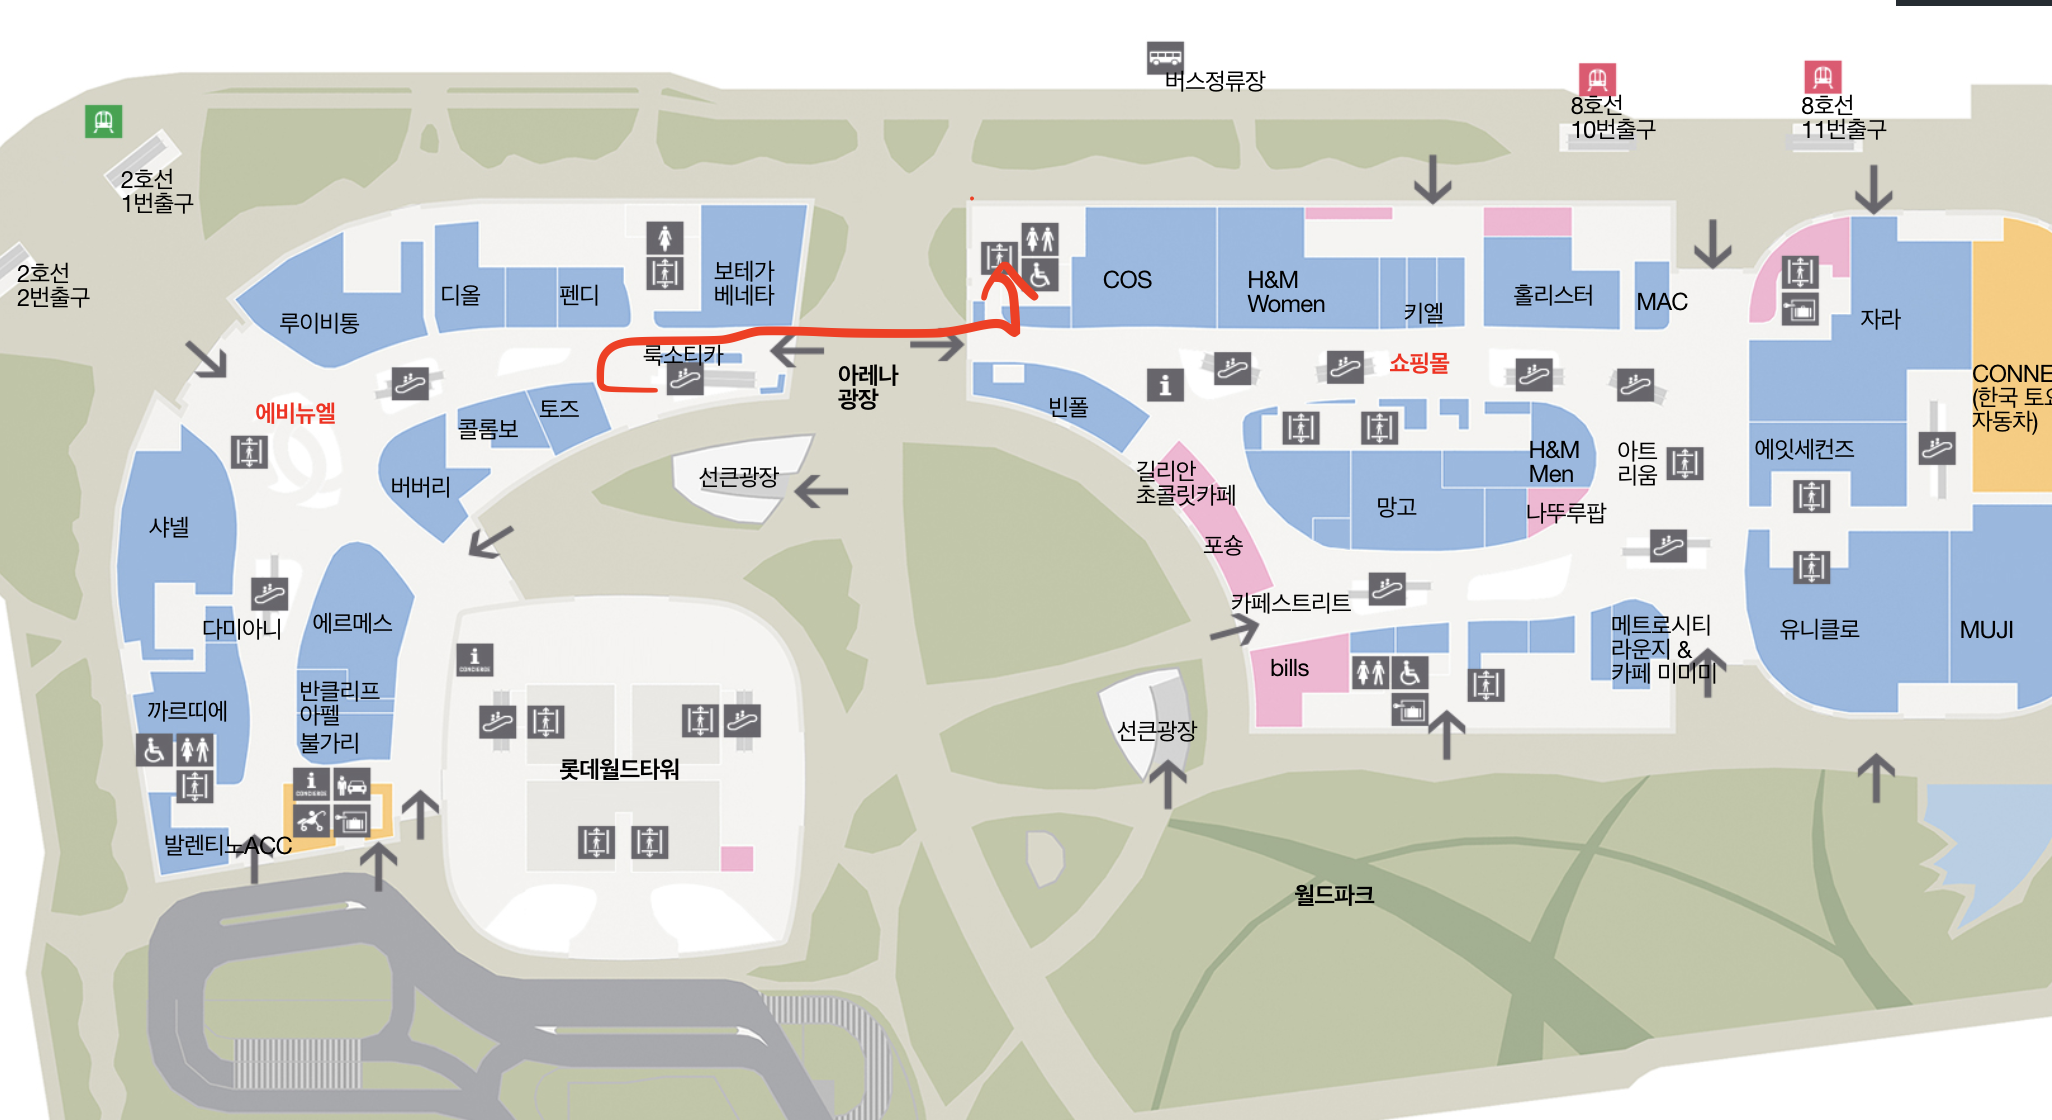 버스정류장
8호선
10번출구
8호선
11번출구
2호선
1번출구
2호선
2번출구
루이비통
디올
펜디
보테가
베네타
룩소티카
에비뉴엘
콜롬보
토즈
버버리
샤넬
다미아니
에르메스
까르띠에
반클리프
아펠
불가리
CONCIERGE
발렌티노ACC
아레나
광장
선큰광장
CONCIERGE
롯데월드타워
COS
H&M
Women
키엘
홀리스터
MAC
자라
쇼핑몰
빈폴
길리안
초콜릿카페
포숑
망고
H&M
Men
나뚜루팝
아트
리움
에잇세컨즈
CONNE
(한국 토요
자동차)
카페스트리트
bills
메트로시티
라운지 &
카페 미미미
유니클로
MUJI
선큰광장
월드파크